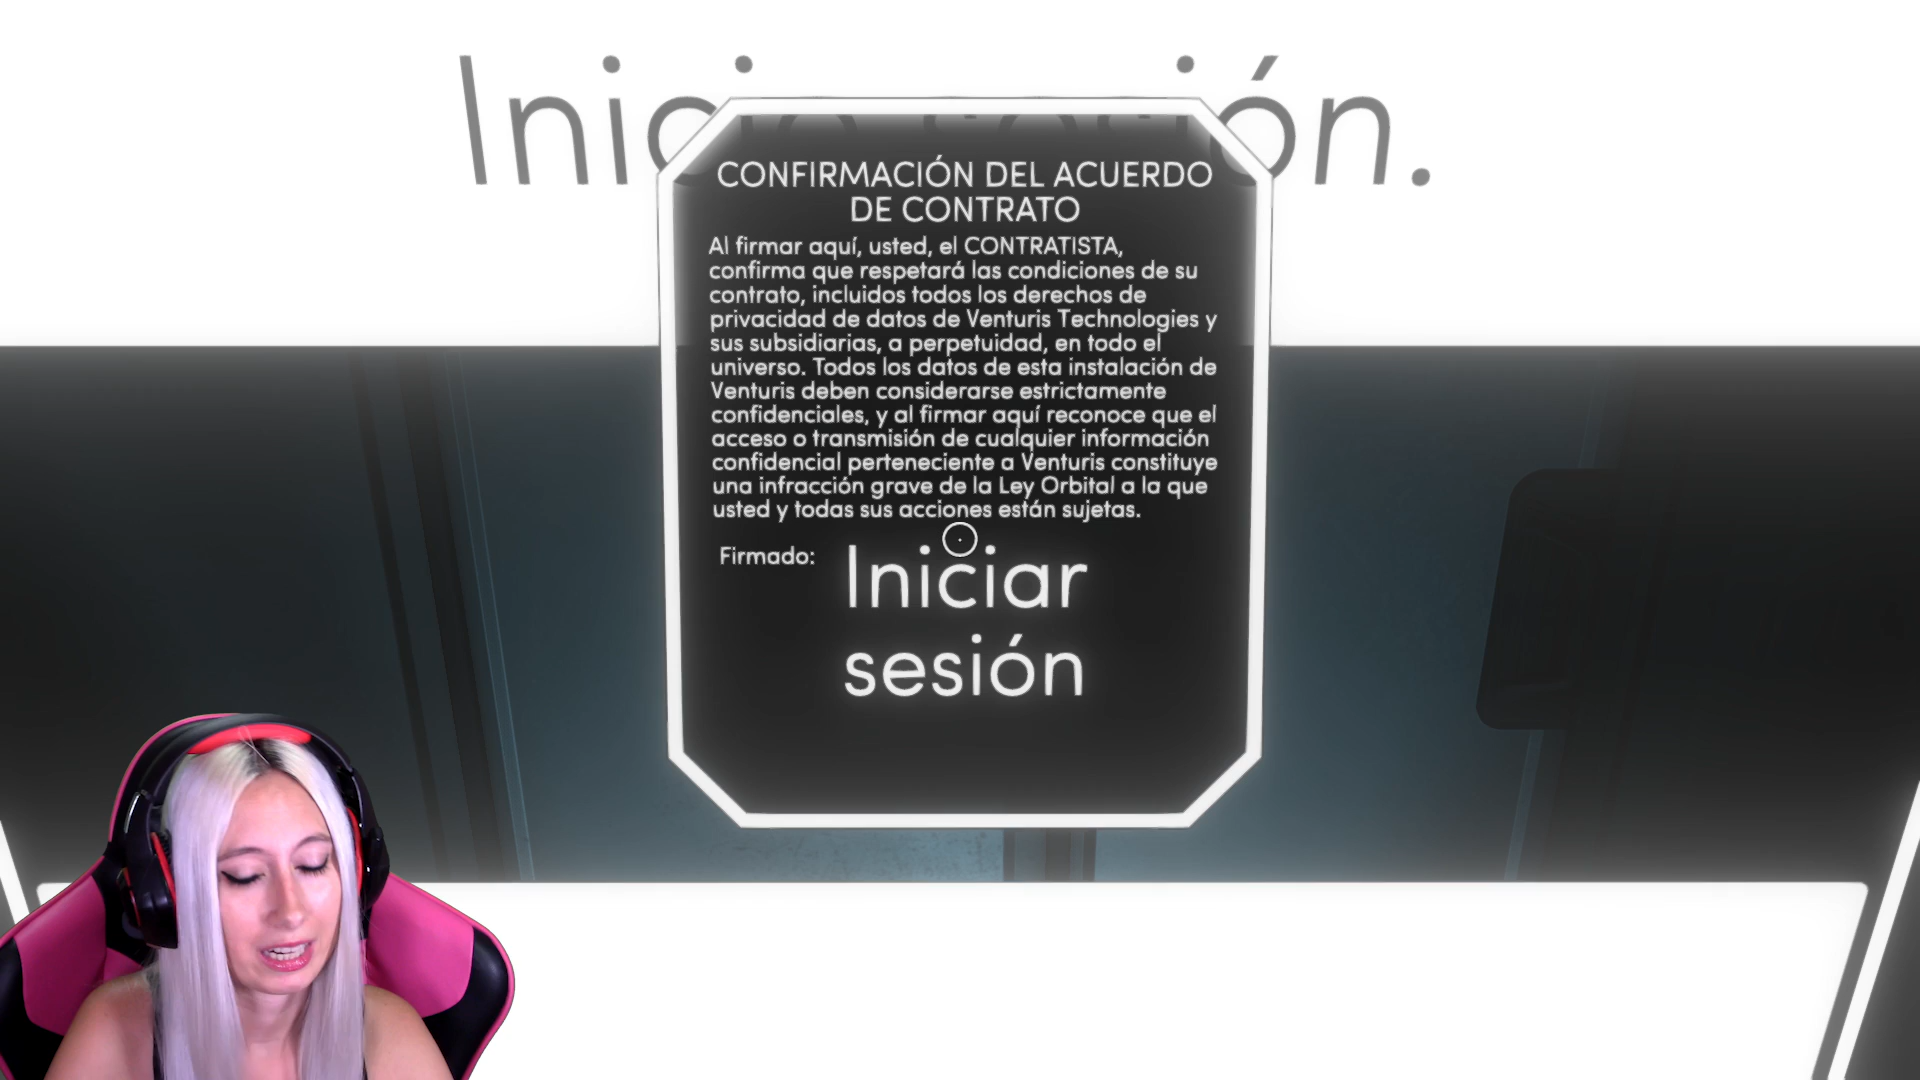 Inicio sesión.
CONFIRMACIÓN DEL ACUERDO
DE CONTRATO
Al firmar aquí, usted, el CONTRATISTA,
confirma que respetará las condiciones de su
contrato, incluidos todos los derechos de
privacidad de datos de Venturis Technologies y
sus subsidiarias, a perpetuidad, en todo el
universo. Todos los datos de esta instalación de
Venturis deben considerarse estrictamente
confidenciales, y al firmar aquí reconoce que el
acceso o transmisión de cualquier información
confidencial perteneciente a Venturis constituye
una infracción grave de la Ley Orbital a la que
usted y todas sus acciones están sujetas.
Firmado:
Iniciar
sesión